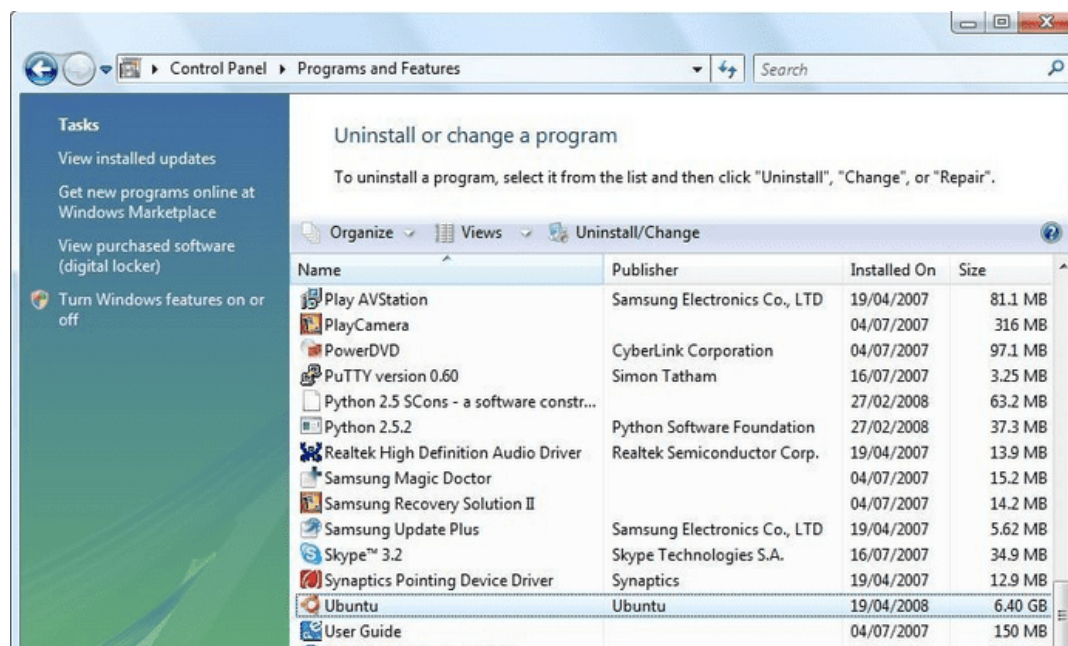 Control Panel Programs and Features Search
Tasks
View installed updates
Get new programs online at
Windows Marketplace
View purchased software
(digital locker)
Turn Windows features on or
off
Uninstall or change a program
To uninstall a program, select it from the list and then click "Uninstall", "Change", or "Repair".
Organize Views Uninstall/Change
Name Publisher Installed On Size
Play AVStation Samsung Electronics Co., LTD 19/04/2007 81.1 MB
PlayCamera 04/07/2007 316 MB
PowerDVD CyberLink Corporation 04/07/2007 97.1 MB
PuTTY version 0.60 Simon Tatham 16/07/2007 3.25 MB
Python 2.5 SCons - a software constr... 27/02/2008 63.2 MB
Python 2.5.2 Python Software Foundation 27/02/2008 37.3 MB
Realtek High Definition Audio Driver Realtek Semiconductor Corp. 19/04/2007 13.9 MB
Samsung Magic Doctor 04/07/2007 15.2 MB
Samsung Recovery Solution II 04/07/2007 14.2 MB
Samsung Update Plus Samsung Electronics Co., LTD 19/04/2007 5.62 MB
Skype™ 3.2 Skype Technologies S.A. 16/07/2007 34.9 MB
Synaptics Pointing Device Driver Synaptics 19/04/2007 12.9 MB
Ubuntu Ubuntu 19/04/2008 6.40 GB
User Guide 04/07/2007 150 MB